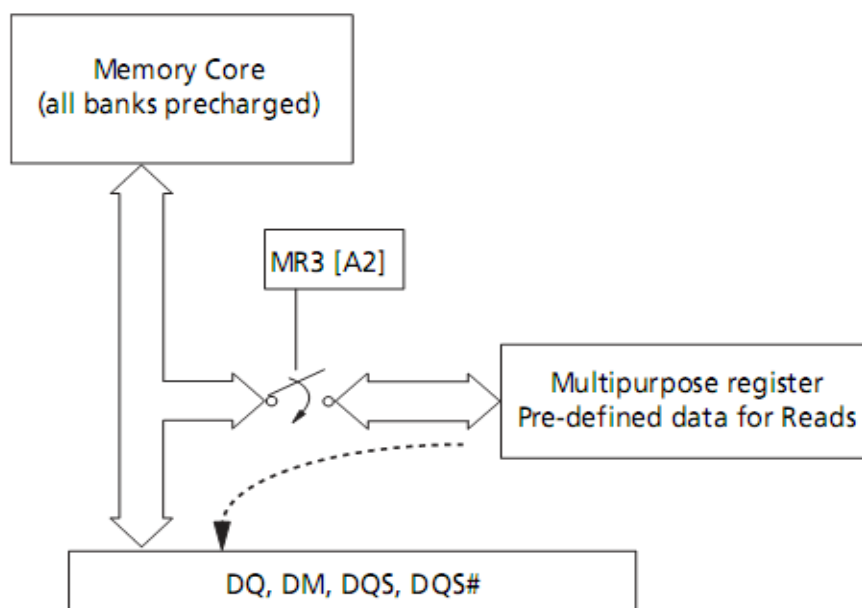 Memory Core
(all banks precharged)
MR3 [A2]
Multipurpose register
Pre-defined data for Reads
DQ, DM, DQS, DQS#